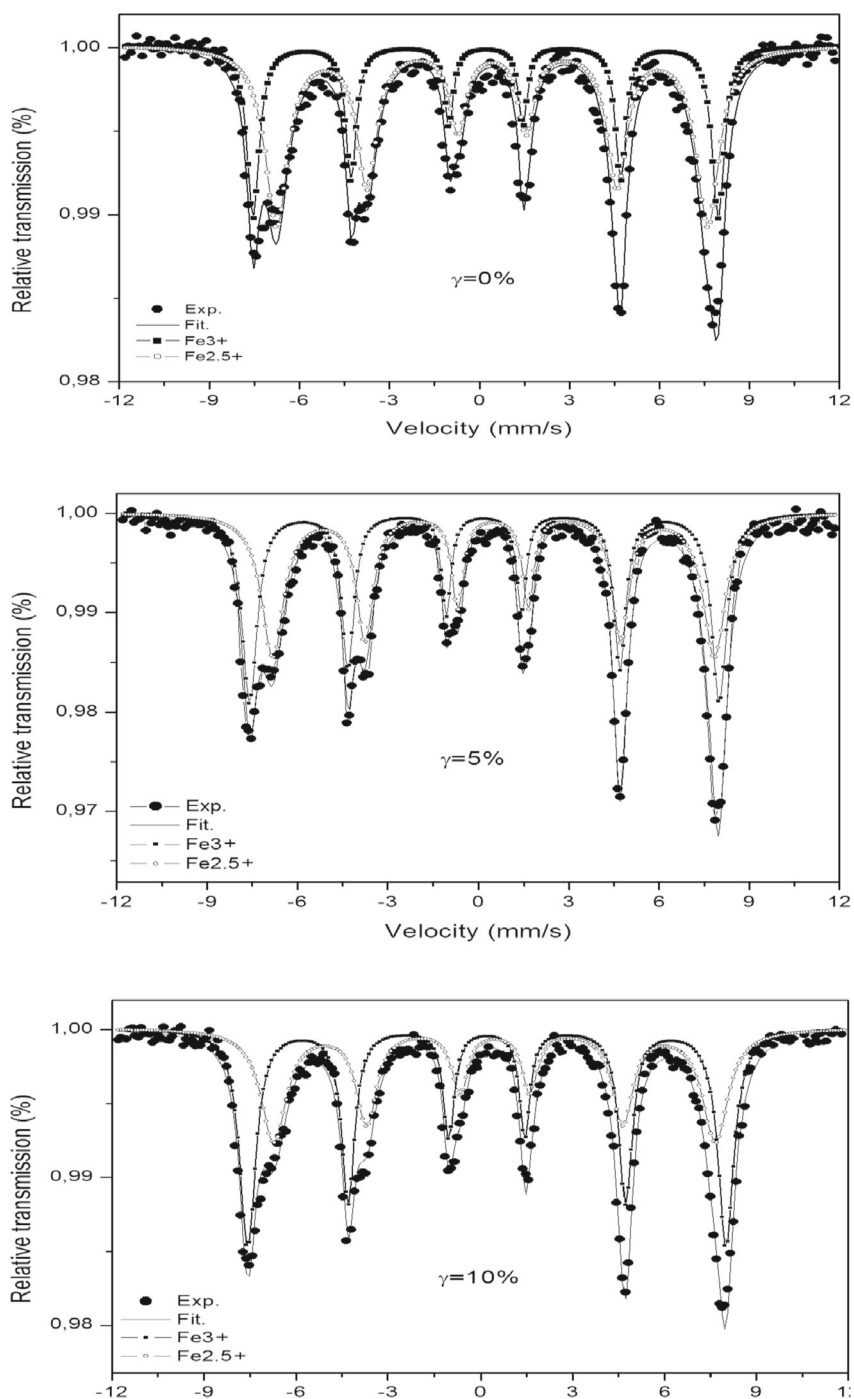 Relative transmission (%)
1,00
0,99
0,98
γ=0%
Exp.
Fit.
Fe3+
Fe2.5+
-12 -9 -6 -3 0 3 6 9 12
Velocity (mm/s)
Relative transmission (%)
1,00
0,99
0,98
0,97
γ=5%
Exp.
Fit.
Fe3+
Fe2.5+
-12 -9 -6 -3 0 3 6 9 12
Velocity (mm/s)
Relative transmission (%)
1,00
0,99
0,98
γ=10%
Exp.
Fit.
Fe3+
Fe2.5+
-12 -9 -6 -3 0 3 6 9